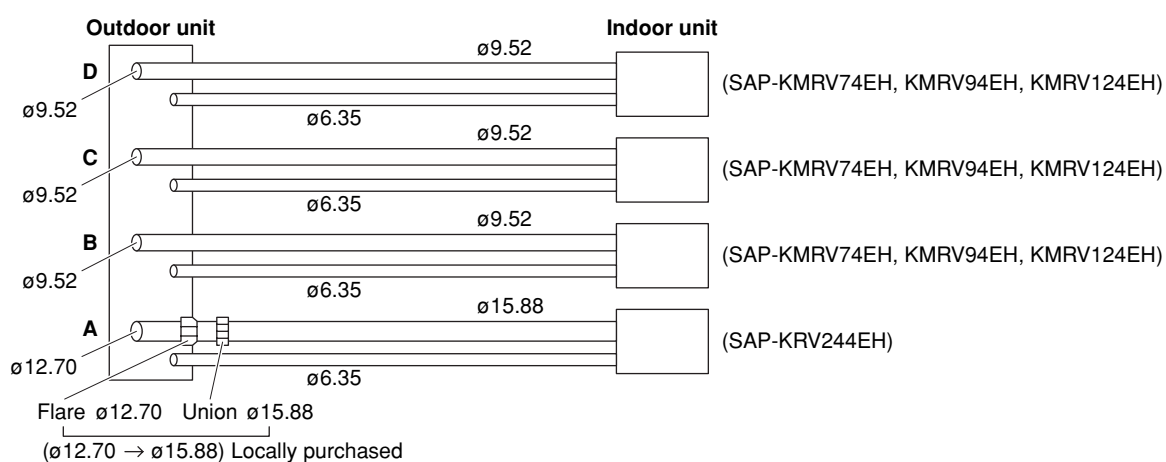 Outdoor unit Indoor unit
ø9.52
D
(SAP-KMRV74EH, KMRV94EH, KMRV124EH)
ø9.52
ø6.35
ø9.52
C
(SAP-KMRV74EH, KMRV94EH, KMRV124EH)
ø9.52
ø6.35
ø9.52
B
(SAP-KMRV74EH, KMRV94EH, KMRV124EH)
ø9.52
ø6.35
ø15.88
A
(SAP-KRV244EH)
ø12.70
ø6.35
Flare ø12.70 Union ø15.88
(ø12.70 → ø15.88) Locally purchased